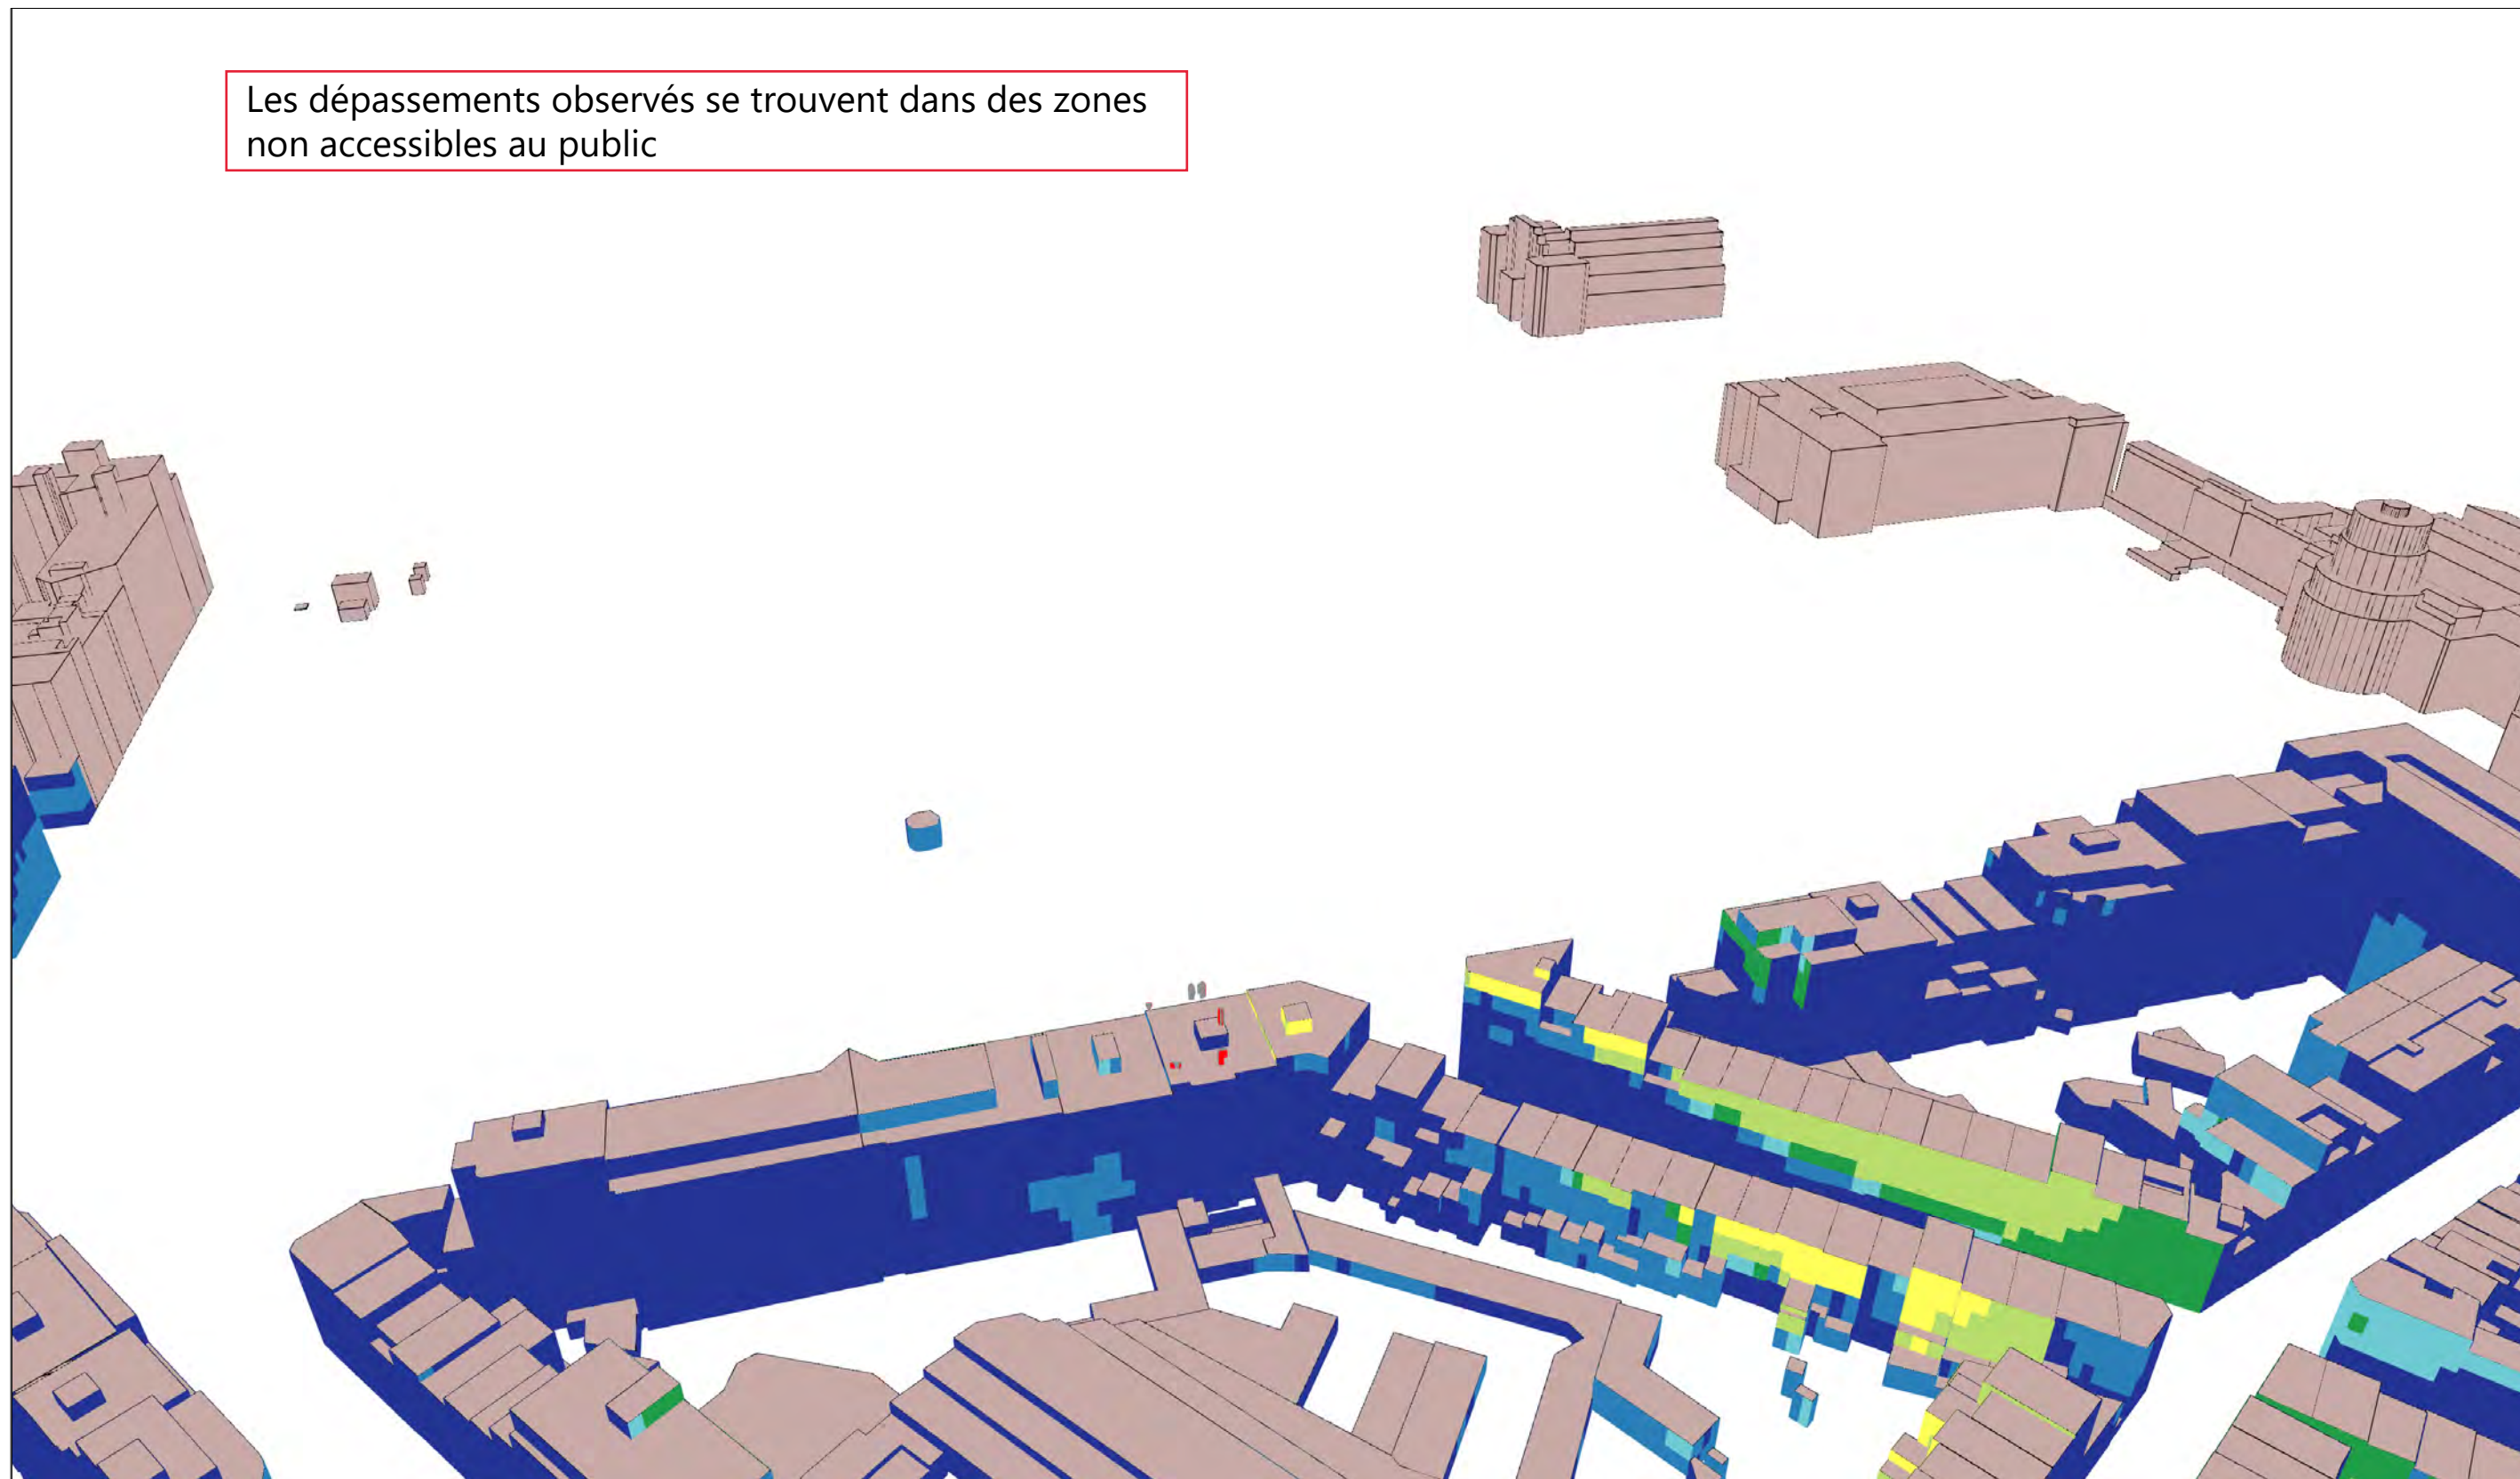 Les dépassements observés se trouvent dans des zones
non accessibles au public